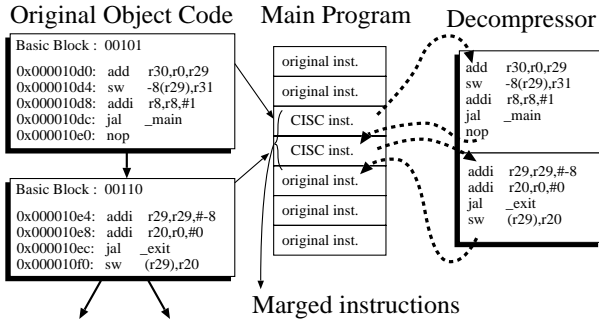 Original Object Code
Basic Block : 00101
0x000010d0: add r30,r0,r29
0x000010d4: sw -8(r29),r31
0x000010d8: addi r8,r8,#1
0x000010dc: jal _main
0x000010e0: nop
Basic Block : 00110
0x000010e4: addi r29,r29,#-8
0x000010e8: addi r20,r0,#0
0x000010ec: jal _exit
0x000010f0: sw (r29),r20
Main Program
original inst.
original inst.
CISC inst.
CISC inst.
original inst.
original inst.
original inst.
Marged instructions
Decompressor
add r30,r0,r29
sw -8(r29),r31
addi r8,r8,#1
jal _main
nop
addi r29,r29,#-8
addi r20,r0,#0
jal _exit
sw (r29),r20